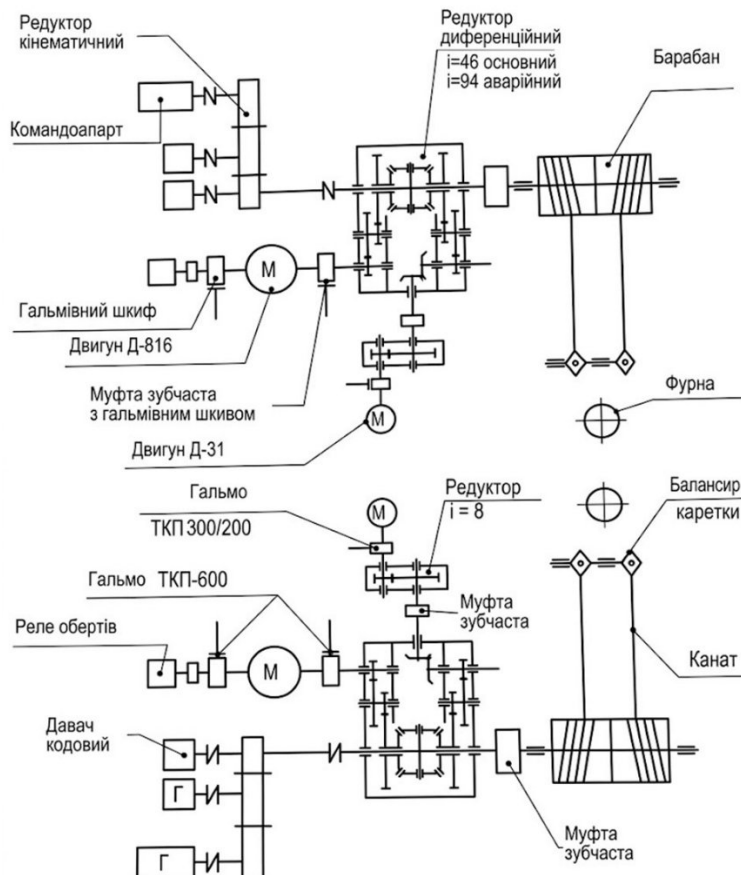 Редуктор
кінематичний
Редуктор
диференційний
i=46 основний
i=94 аварійний
Барабан
Командоапарт
М
Гальмівний шкиф
Двигун Д-816
Муфта зубчаста
з гальмівним шкивом
М
Двигун Д-31
Фурна
Гальмо
ТКП 300/200
М
Редуктор
i = 8
Балансир
каретки
Гальмо ТКП-600
Муфта
зубчаста
Реле обертів
М
Канат
Давач
кодовий
Г
Муфта
зубчаста
Г